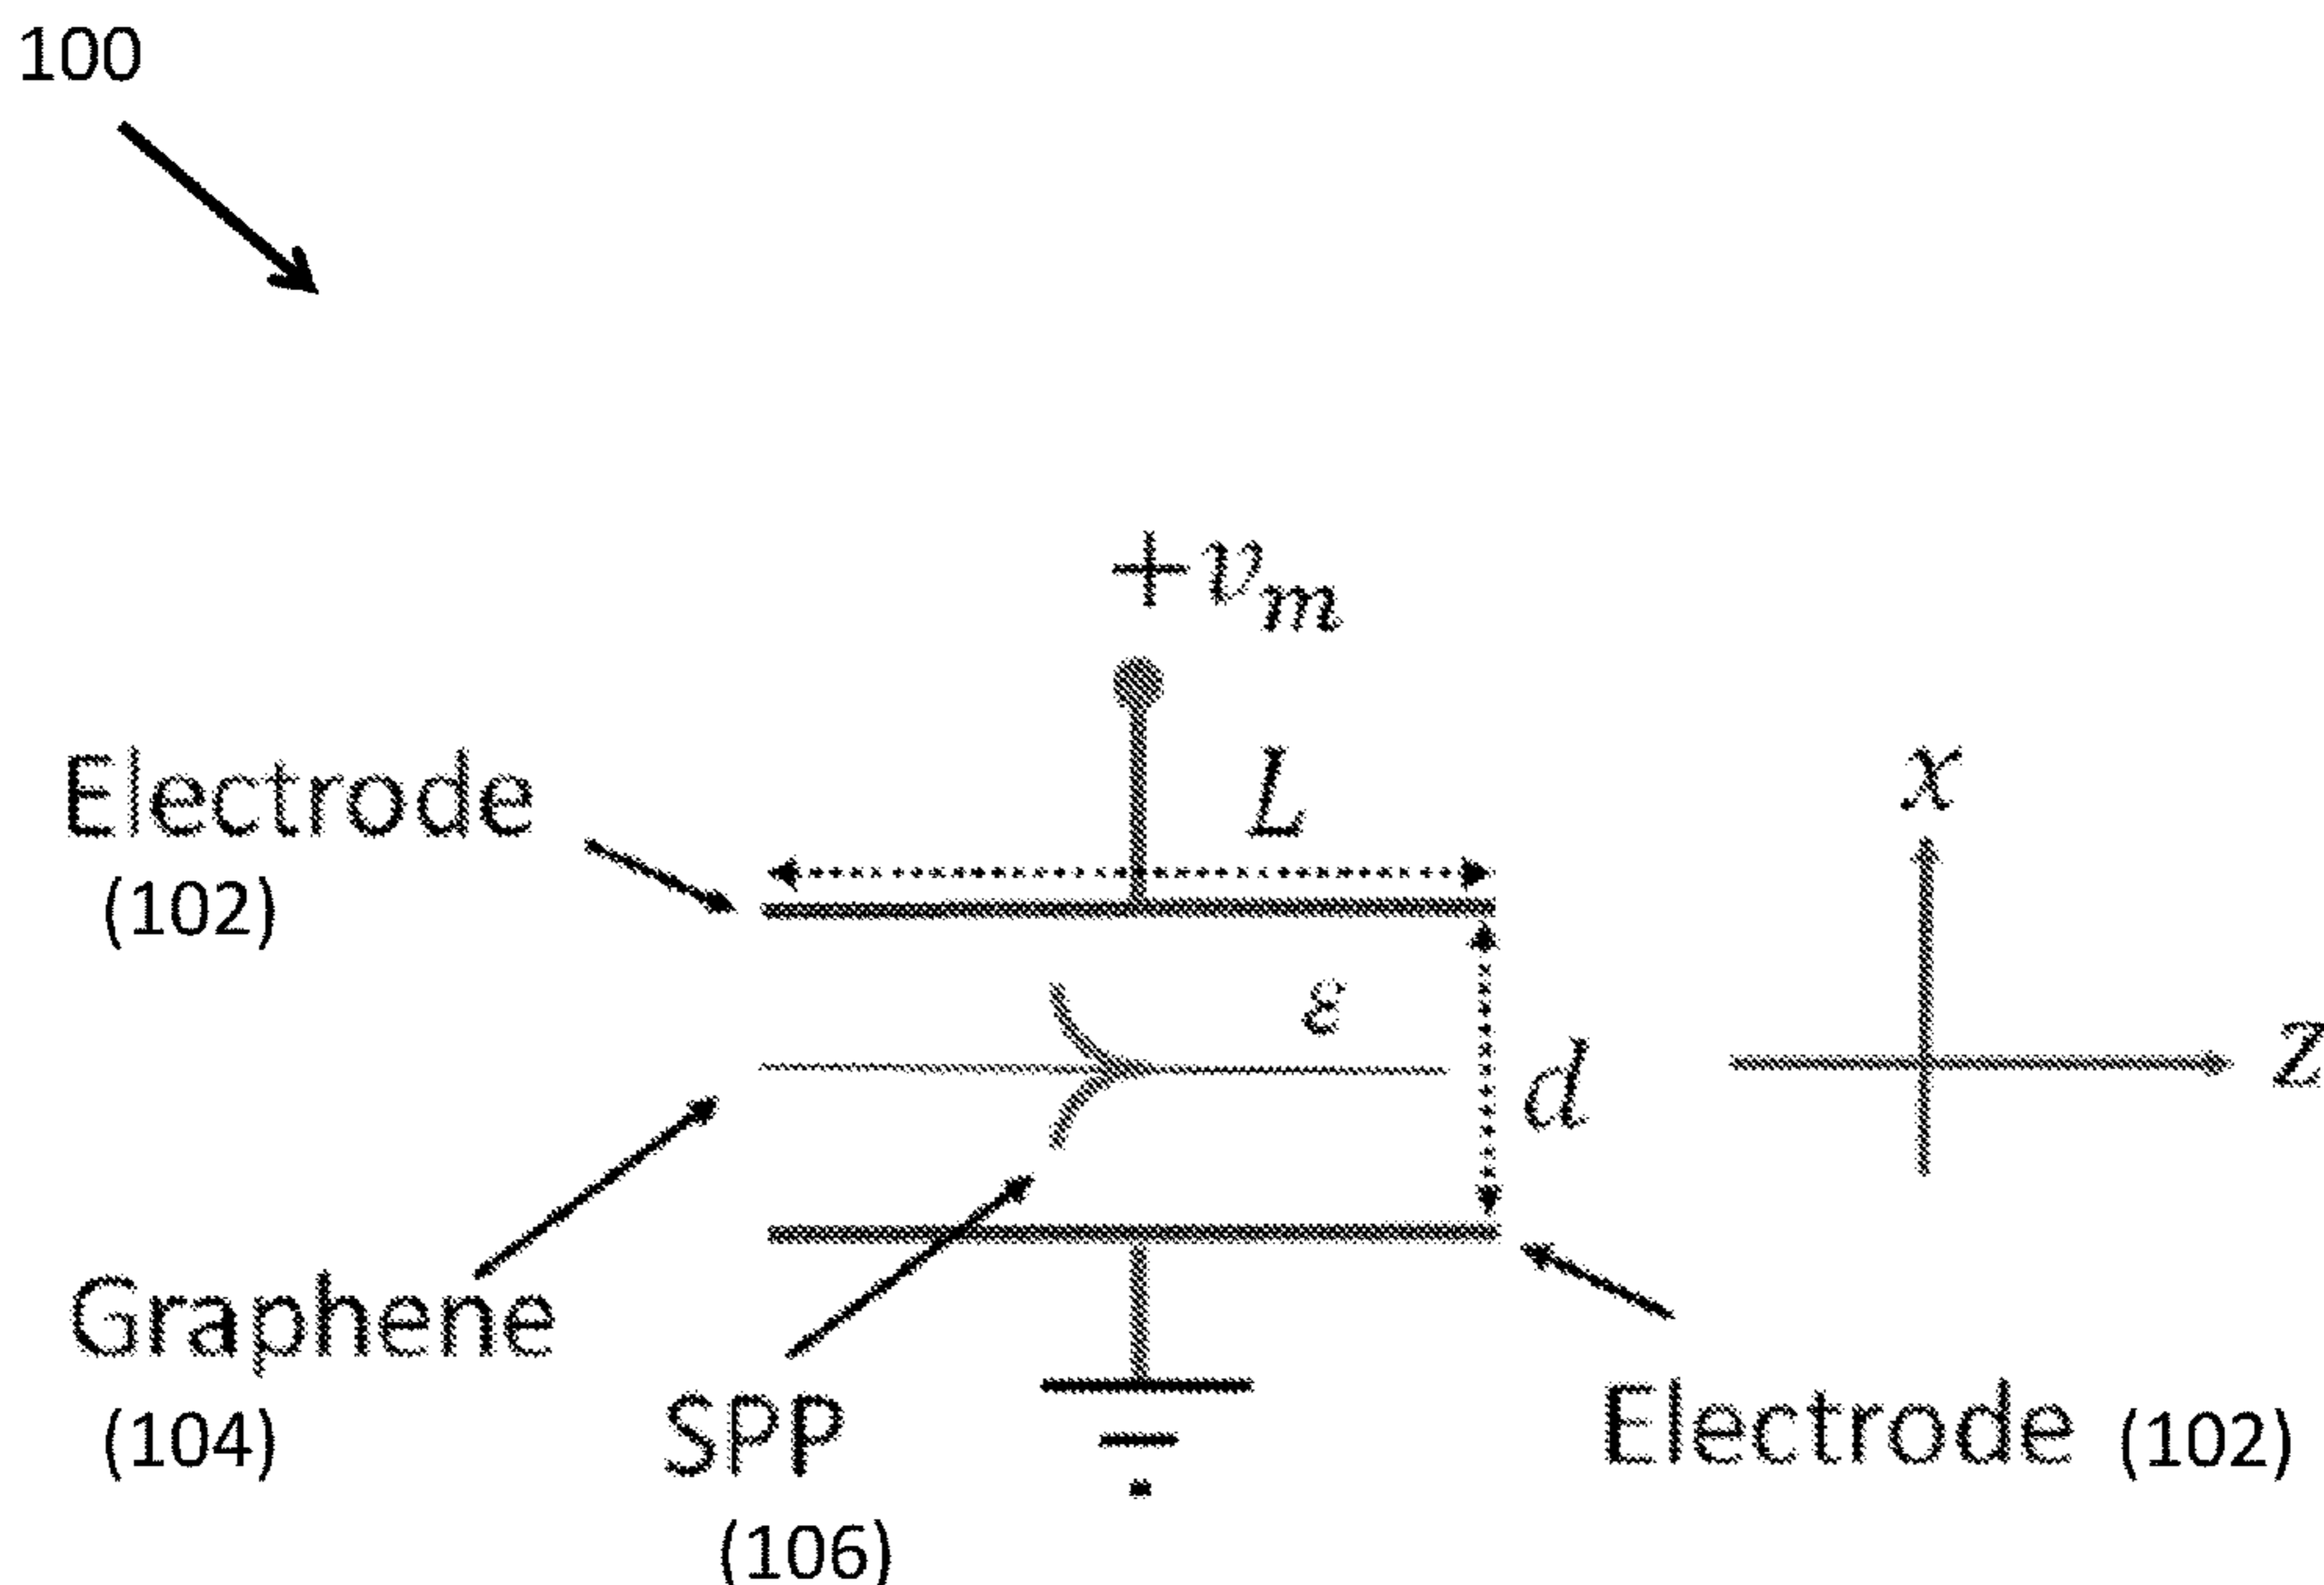 100
+v_m
L
x
Electrode
(102)
ε
d
z
Graphene
(104)
SPP
(106)
Electrode (102)